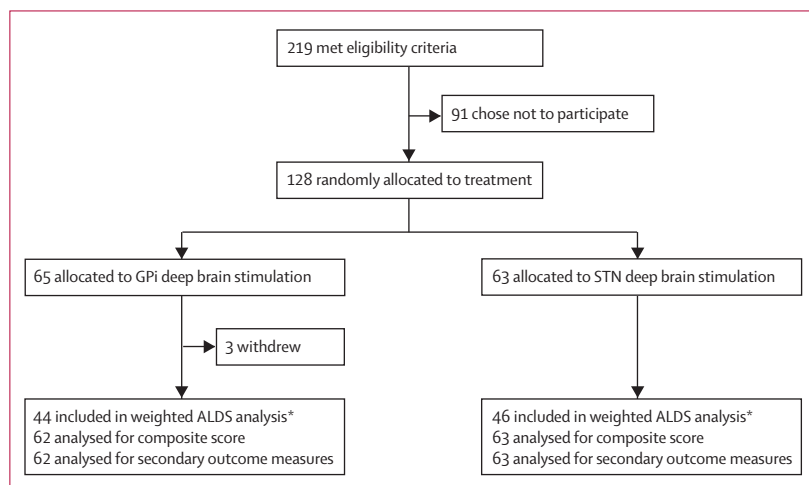 219 met eligibility criteria
91 chose not to participate
128 randomly allocated to treatment
65 allocated to GPi deep brain stimulation
63 allocated to STN deep brain stimulation
3 withdrew
44 included in weighted ALDS analysis*
62 analysed for composite score
62 analysed for secondary outcome measures
46 included in weighted ALDS analysis*
63 analysed for composite score
63 analysed for secondary outcome measures